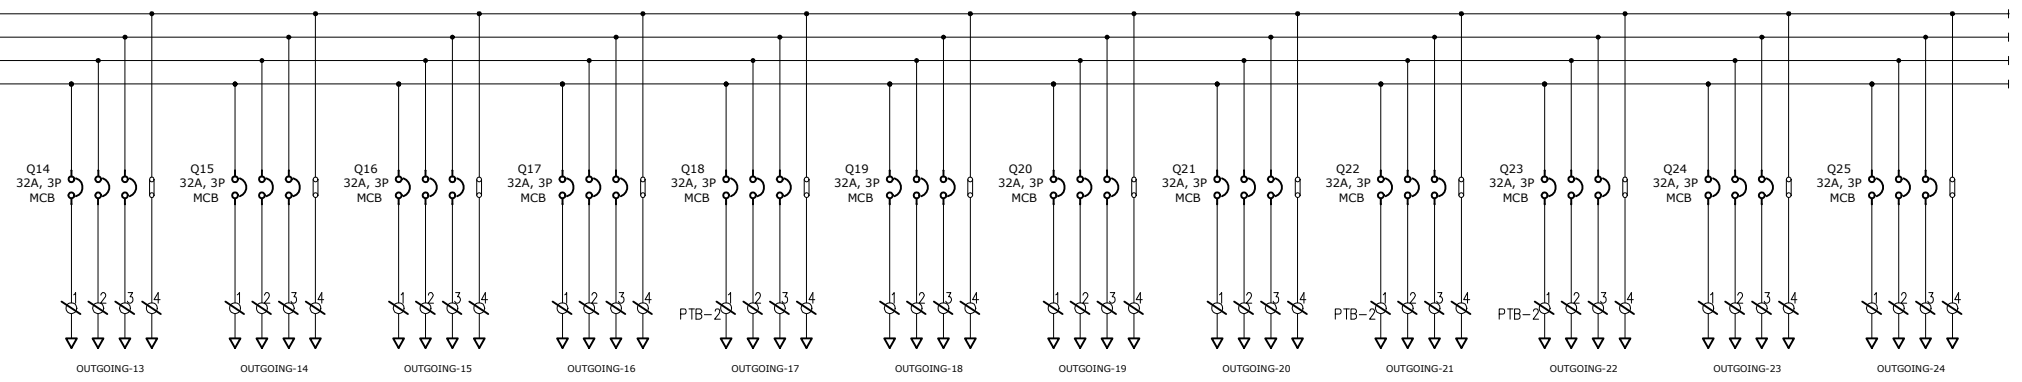 Q14
32A, 3P
MCB
Q15
32A, 3P
MCB
Q16
32A, 3P
MCB
Q17
32A, 3P
MCB
Q18
32A, 3P
MCB
Q19
32A, 3P
MCB
Q20
32A, 3P
MCB
Q21
32A, 3P
MCB
Q22
32A, 3P
MCB
Q23
32A, 3P
MCB
Q24
32A, 3P
MCB
Q25
32A, 3P
MCB
1 2 3 4
1 2 3 4
1 2 3 4
1 2 3 4
PTB-2 1 2 3 4
1 2 3 4
1 2 3 4
1 2 3 4
PTB-2 1 2 3 4
PTB-2 1 2 3 4
1 2 3 4
1 2 3 4
OUTGOING-13
OUTGOING-14
OUTGOING-15
OUTGOING-16
OUTGOING-17
OUTGOING-18
OUTGOING-19
OUTGOING-20
OUTGOING-21
OUTGOING-22
OUTGOING-23
OUTGOING-24